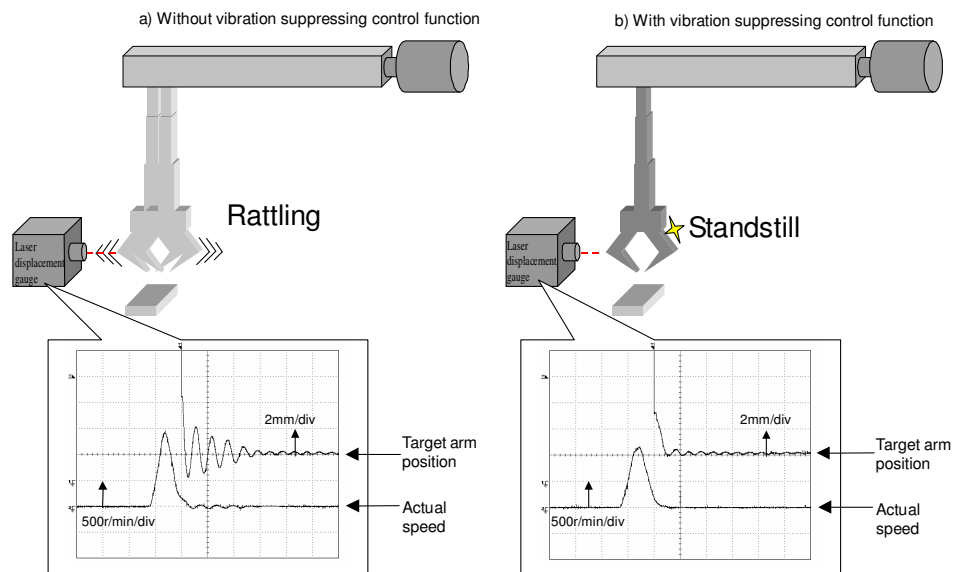 a) Without vibration suppressing control function
b) With vibration suppressing control function
Rattling
Standstill
Laser
displacement
gauge
Laser
displacement
gauge
2mm/div
Target arm
position
500r/min/div
Actual
speed
2mm/div
Target arm
position
500r/min/div
Actual
speed